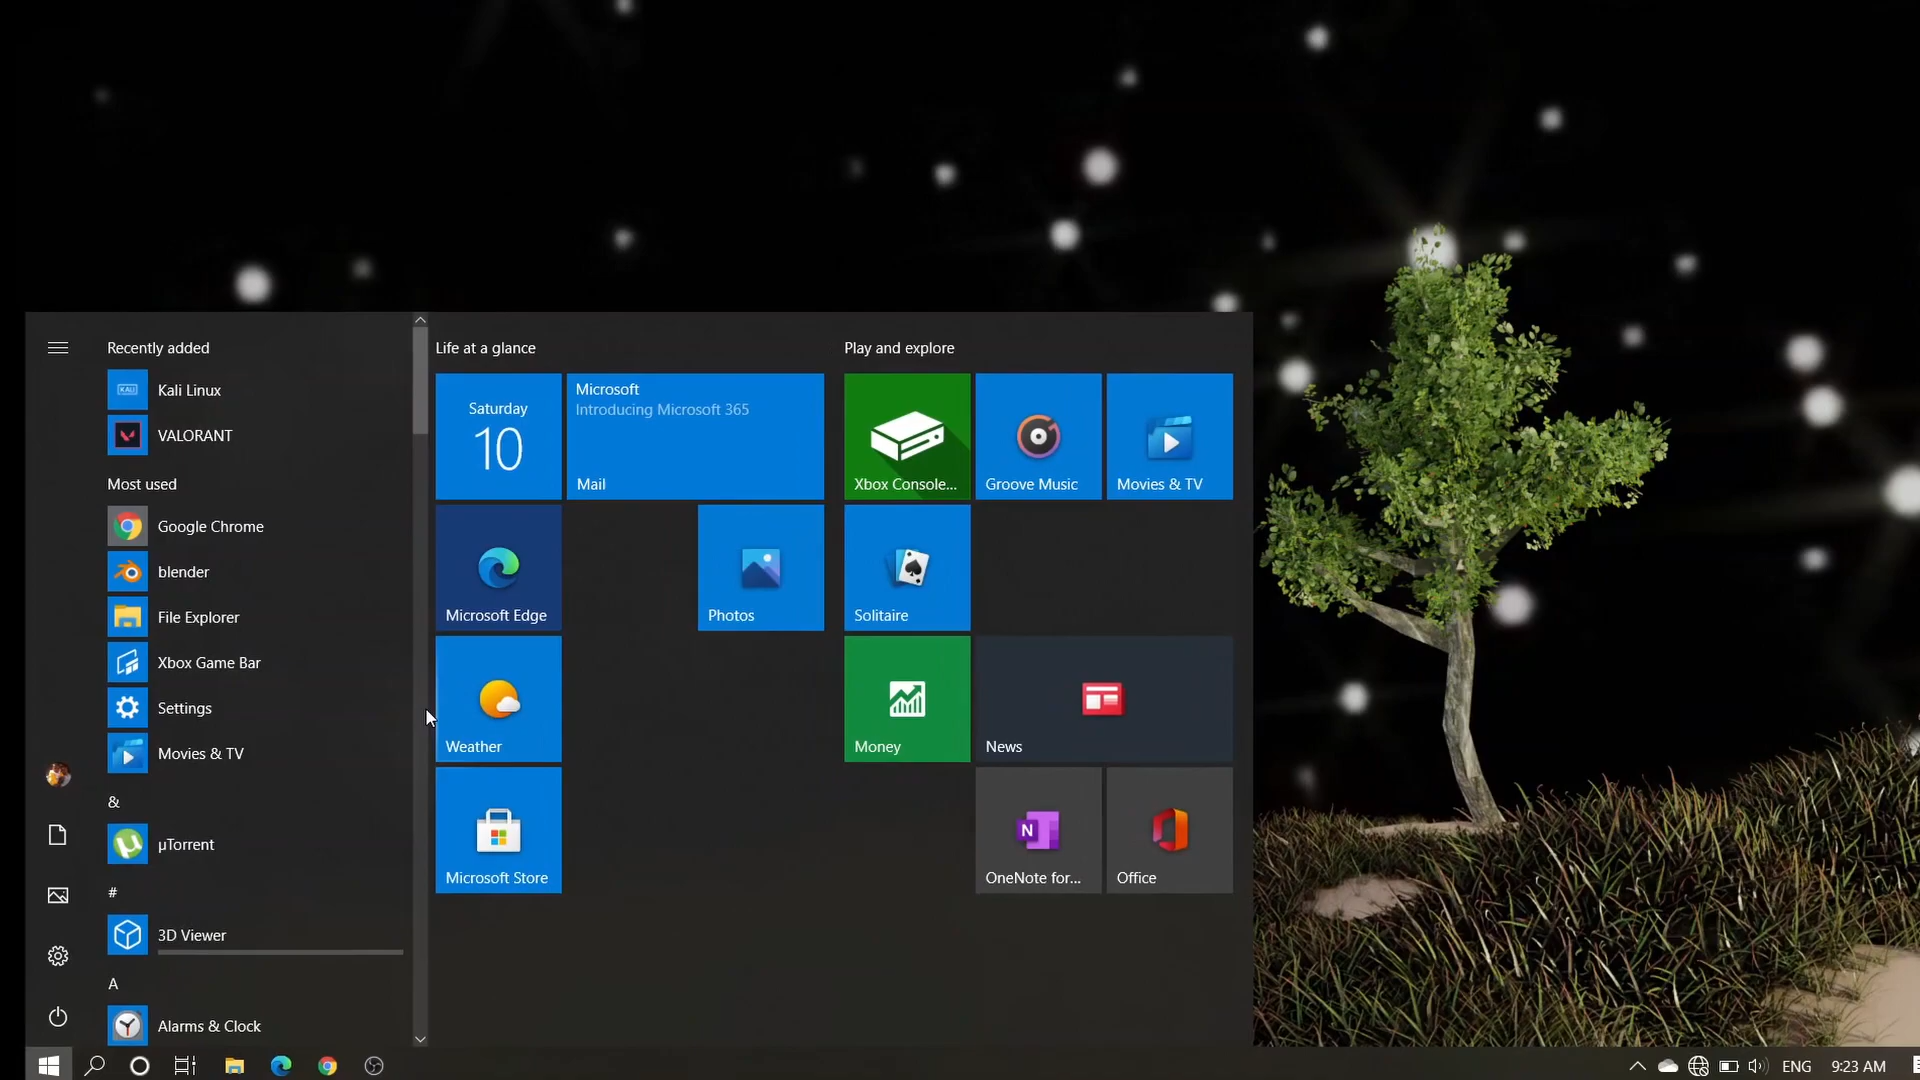 Recently added
KALI
Kali Linux
VALORANT
Most used
Google Chrome
blender
File Explorer
Xbox Game Bar
Settings
Movies & TV
&
µTorrent
#
3D Viewer
A
Alarms & Clock
Life at a glance
Saturday
10
Microsoft
Introducing Microsoft 365
Mail
Microsoft Edge
Photos
Weather
Microsoft Store
Play and explore
Xbox Console...
Groove Music
Movies & TV
Solitaire
Money
News
N
OneNote for...
Office
ENG
9:23 AM